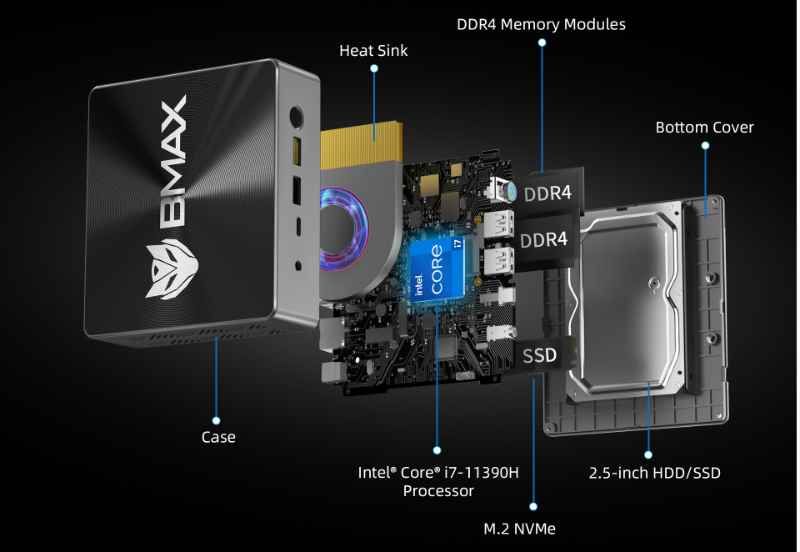 DDR4 Memory Modules
Heat Sink
Bottom Cover
BMAX
DDR4
DDR4
intel.
CORE
i7
SSD
Case
Intel® Core® i7-11390H
Processor
2.5-inch HDD/SSD
M.2 NVMe